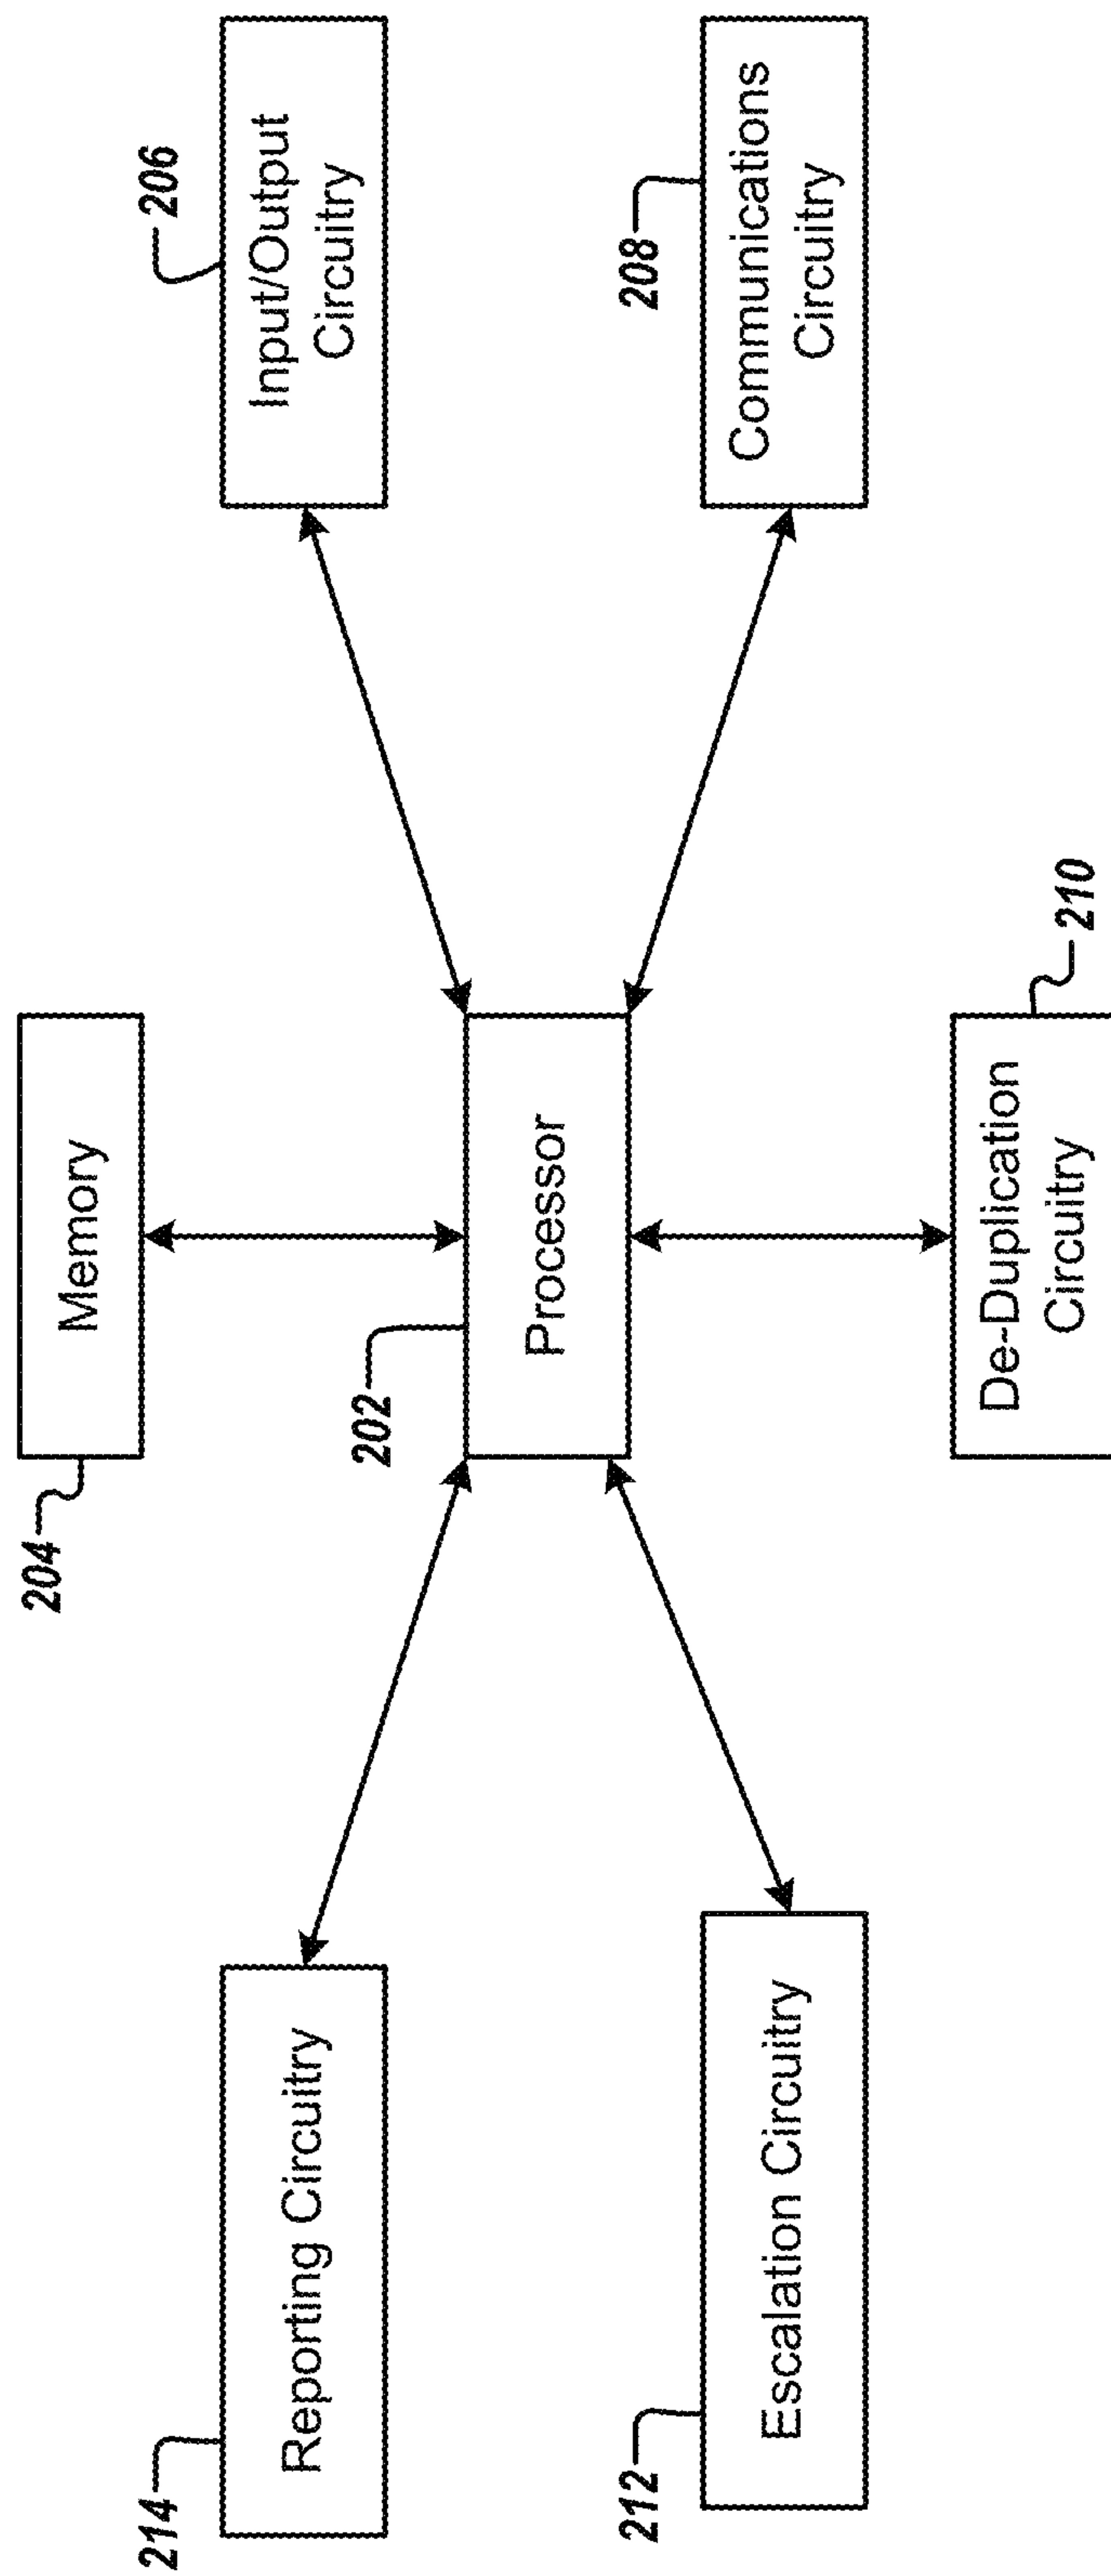 204
Memory
214
Reporting Circuitry
202
Processor
206
Input/Output
Circuitry
212
Escalation Circuitry
208
Communications
Circuitry
De-Duplication
Circuitry
210